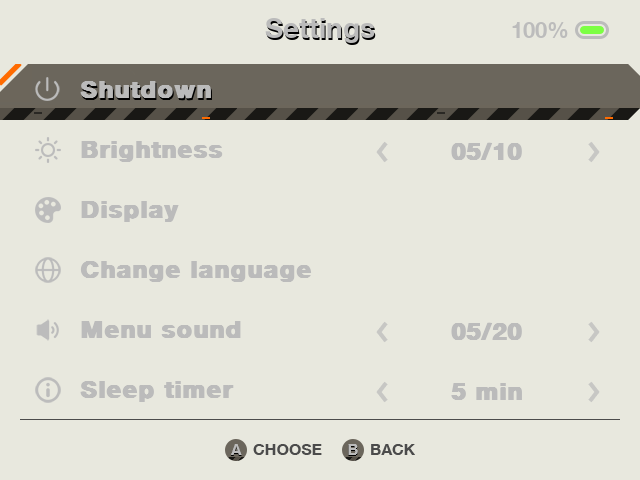 Settings
100%
Shutdown
Brightness 05/10
Display
Change language
Menu sound 05/20
Sleep timer 5 min
A CHOOSE B BACK